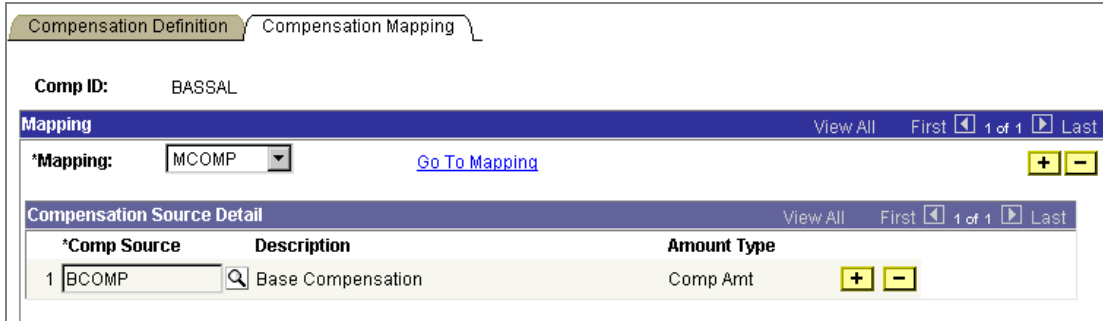 Compensation Definition Compensation Mapping
Comp ID: BASSAL
Mapping View All First 1 of 1 Last
*Mapping: MCOMP Go To Mapping
Compensation Source Detail View All First 1 of 1 Last
*Comp Source Description Amount Type
1 BCOMP Base Compensation Comp Amt